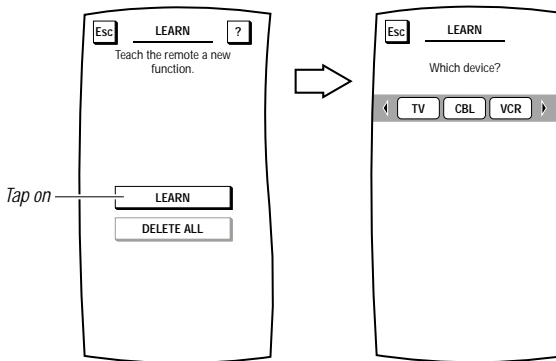 Esc LEARN ?
Teach the remote a new
function.
Tap on
LEARN
DELETE ALL
Esc LEARN
Which device?
TV CBL VCR